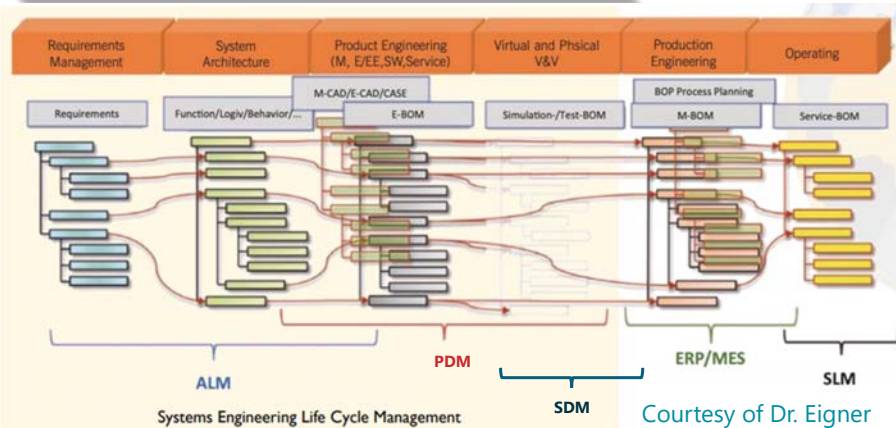 Requirements
Management
System
Architecture
Product Engineering
(M, E/EE,SW,Service)
Virtual and Phsical
V&V
Production
Engineering
Operating
M-CAD/E-CAD/CASE
BOP Process Planning
Requirements
Function/Logiv/Behavior/...
E-BOM
Simulation-/Test-BOM
M-BOM
Service-BOM
ALM
PDM
SDM
ERP/MES
SLM
Systems Engineering Life Cycle Management
Courtesy of Dr. Eigner